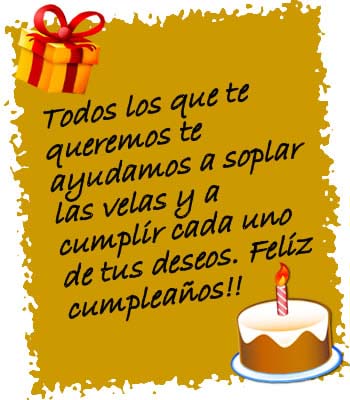 Todos los que te
queremos te
ayudamos a soplar
las velas y a
cumplír cada uno
de tus deseos. Felíz
cumpleaños!!